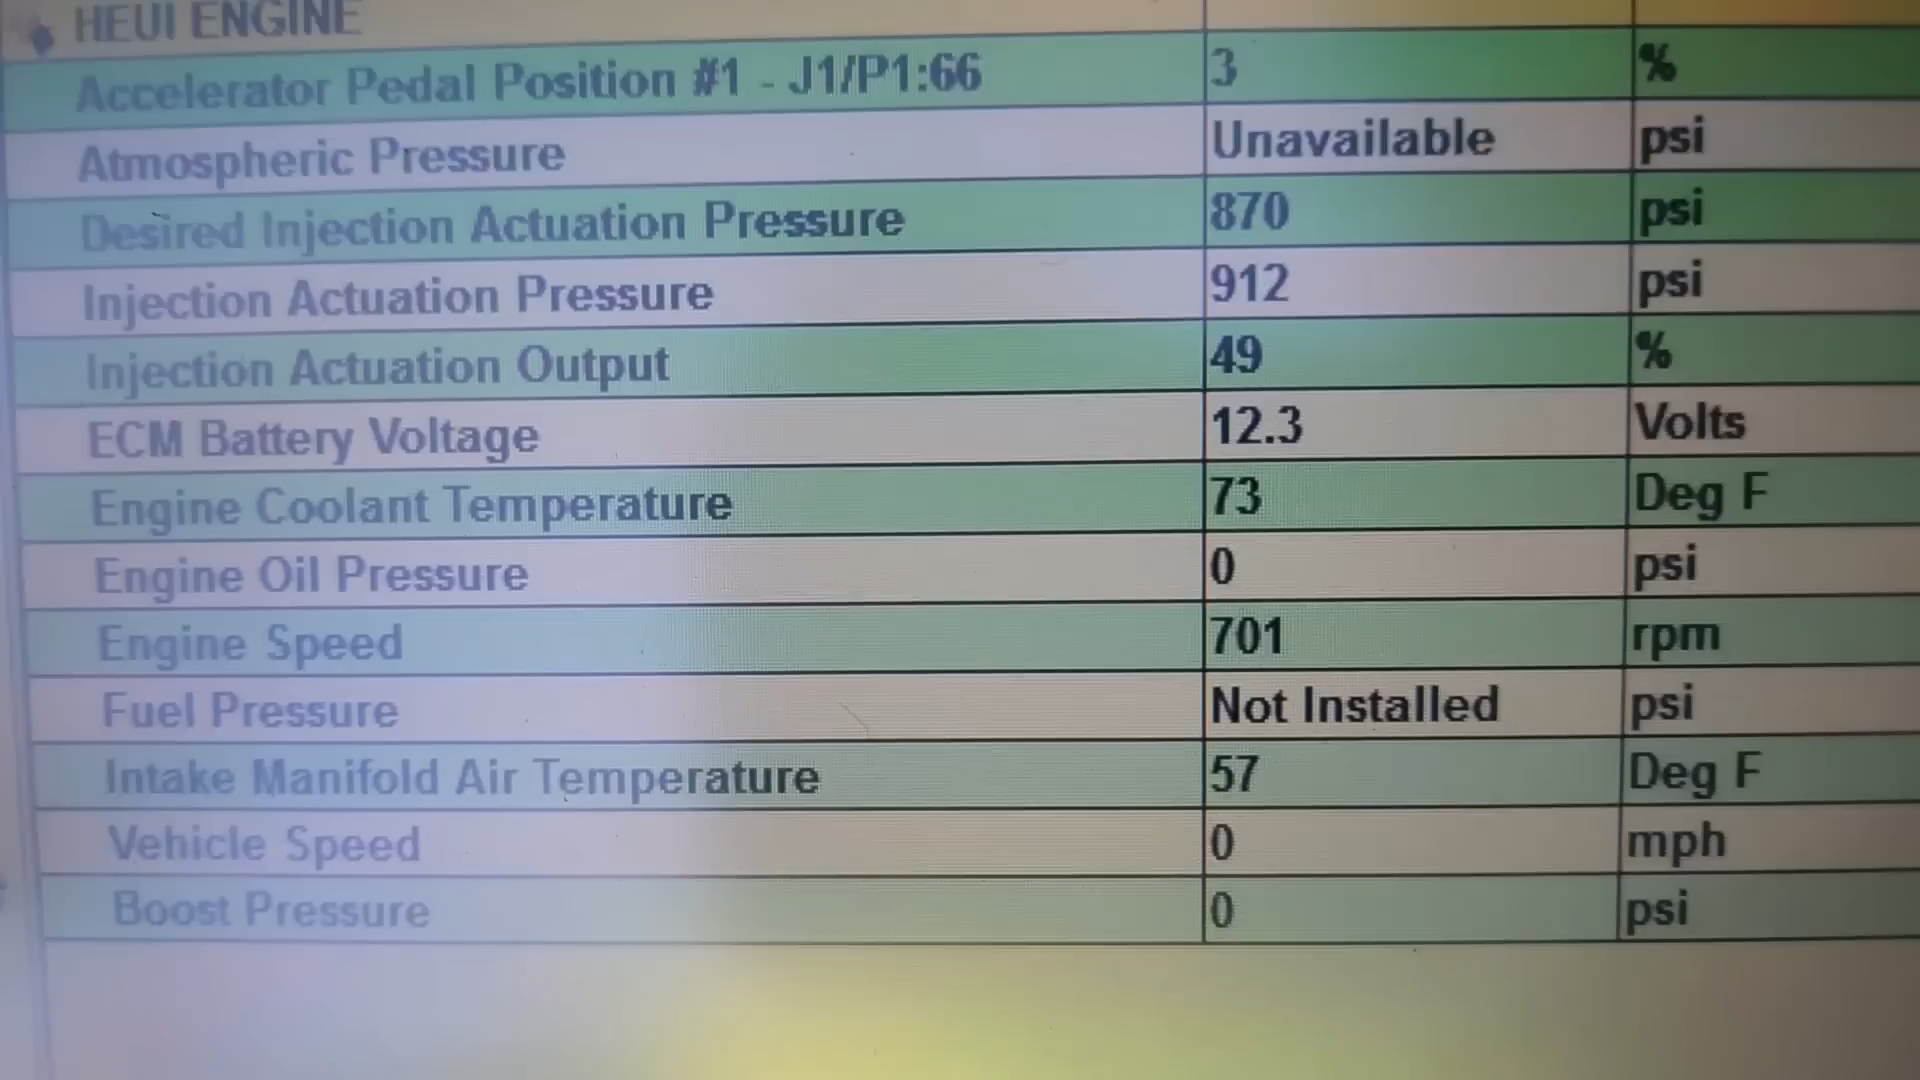 HEUI ENGINE
Accelerator Pedal Position #1 - J1/P1:66 3 %
Atmospheric Pressure Unavailable psi
Desired Injection Actuation Pressure 870 psi
Injection Actuation Pressure 912 psi
Injection Actuation Output 49 %
ECM Battery Voltage 12.3 Volts
Engine Coolant Temperature 73 Deg F
Engine Oil Pressure 0 psi
Engine Speed 701 rpm
Fuel Pressure Not Installed psi
Intake Manifold Air Temperature 57 Deg F
Vehicle Speed 0 mph
Boost Pressure 0 psi